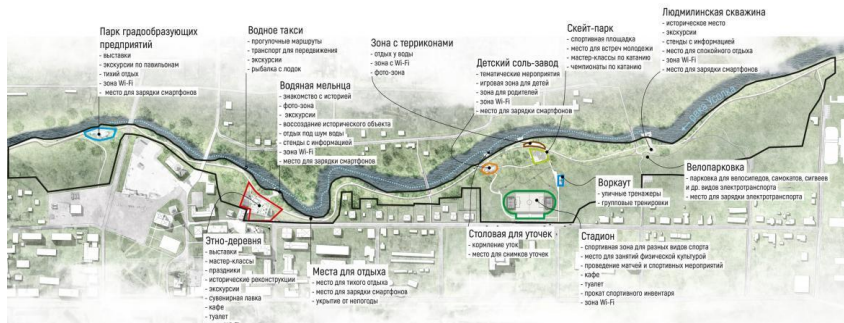 Парк градообразующих
предприятий
- выставки
- экскурсии по павильонам
- тихий отдых
- зона Wi-Fi
- место для зарядки смартфонов
Водное такси
- прогулочные маршруты
- транспорт для передвижения
- экскурсии
- рыбалка с лодок
Водяная мельнца
- знакомство с историей
- фото-зона
- экскурсии
- воссоздание исторического объекта
- отдых под шум воды
- стенды с информацией
- зона Wi-Fi
- место для зарядки смартфонов
Зона с терриконами
- отдых у воды
- зона с Wi-Fi
- фото-зона
Детский соль-завод
- тематические мероприятия
- игровая зона для детей
- зона для родителей
- зона Wi-Fi
- место для зарядки смартфонов
Скейт-парк
- спортивная площадка
- место для встреч молодежи
- мастер-классы по катанию
- чемпионаты по катанию
Людмилинская скважина
- историческое место
- экскурсии
- стенды с информацией
- место для спокойного отдыха
- зона Wi-Fi
- место для зарядки смартфонов
река Усолка
Велопарковка
- парковка для велосипедов, самокатов, сигвеев
и др. видов электротранспорта
- место для зарядки электротранспорта
Воркаут
- уличные тренажеры
- групповые тренировки
Этно-деревня
- выставки
- мастер-классы
- праздники
- исторические реконструкции
- экскурсии
- сувенирная лавка
- кафе
- туалет
Места для отдыха
- место для тихого отдыха
- место для зарядки смартфонов
- укрытие от непогоды
Столовая для уточек
- кормление уток
- место для снимков уточек
Стадион
- спортивная зона для разных видов спорта
- место для занятий физической культурой
- проведение матчей и спортивных мероприятий
- кафе
- туалет
- прокат спортивного инвентаря
- зона Wi-Fi